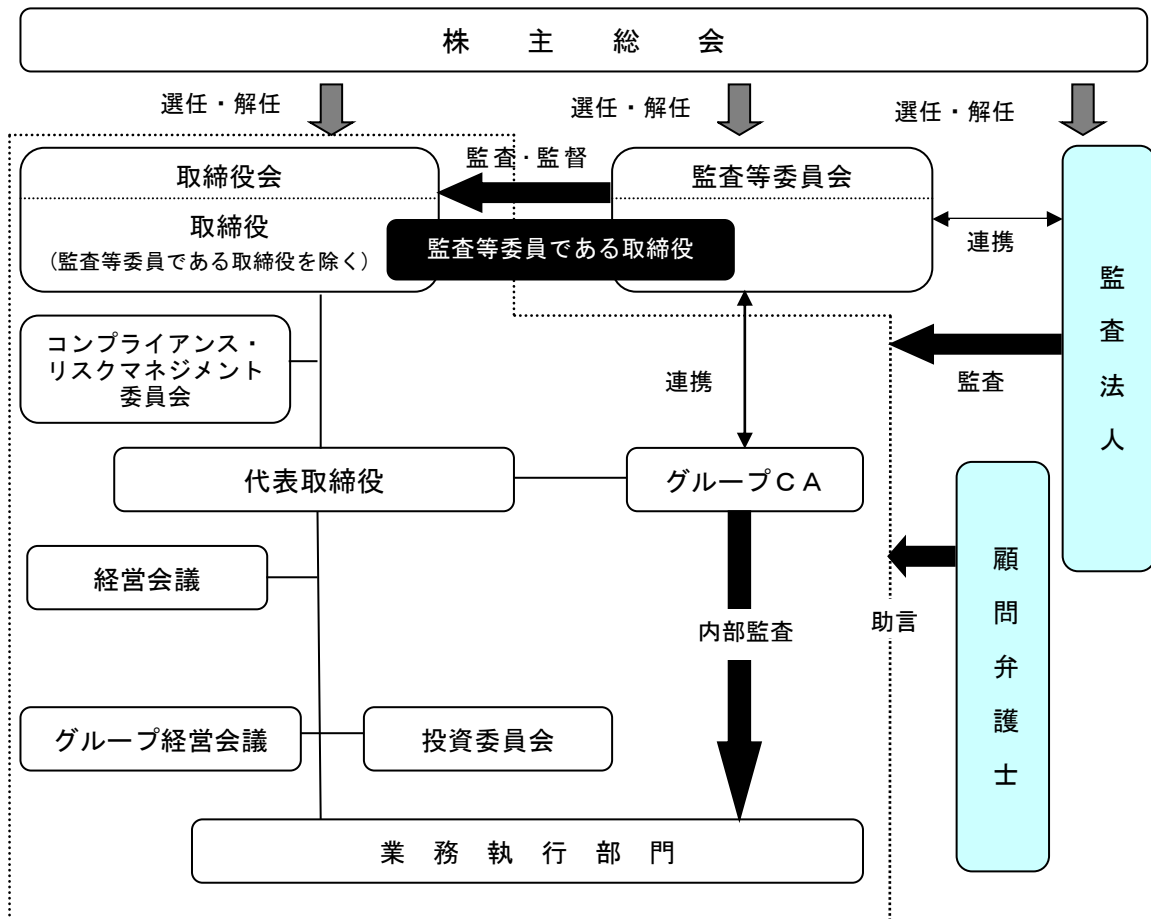 株主総会
選任・解任
選任・解任
選任・解任
取締役会
監査・監督
監査等委員会
取締役
(監査等委員である取締役を除く)
監査等委員である取締役
連携
監査法人
コンプライアンス・
リスクマネジメント
委員会
連携
監査
代表取締役
グループCA
経営会議
内部監査
助言
顧問弁護士
グループ経営会議
投資委員会
業務執行部門